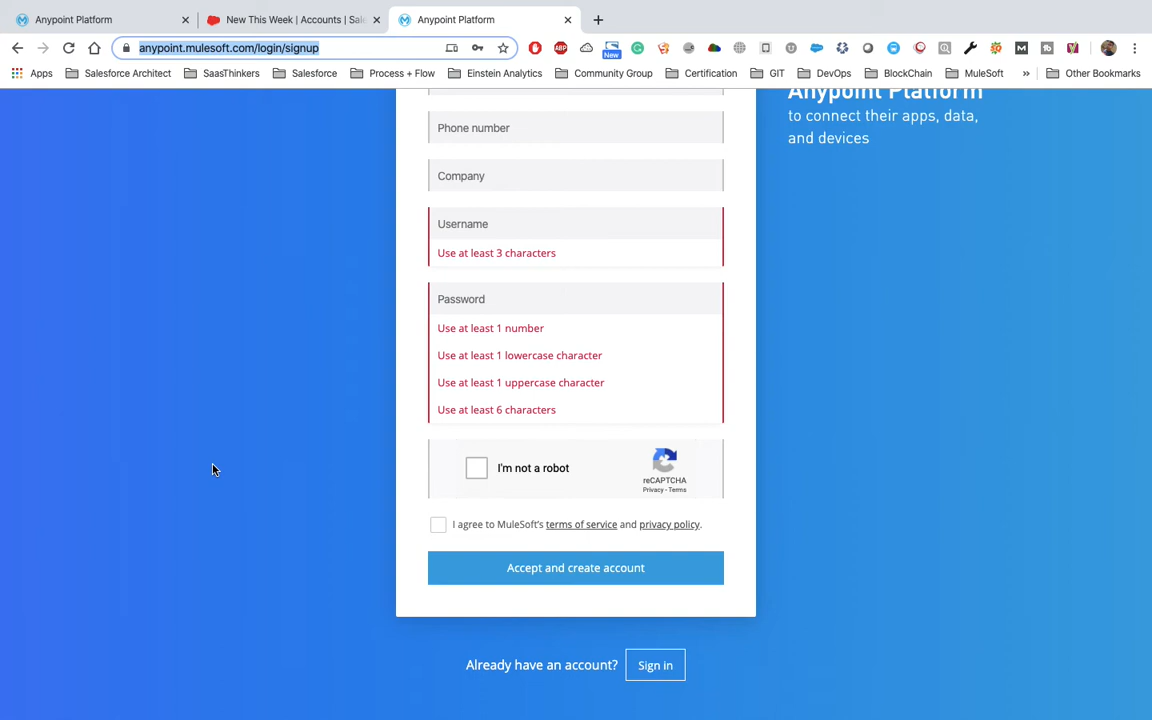 Anypoint Platform
New This Week | Accounts | Sale
Anypoint Platform
anypoint.mulesoft.com/login/signup
New
Apps
Salesforce Architect
SaasThinkers
Salesforce
Process + Flow
Einstein Analytics
Community Group
Certification
GIT
DevOps
BlockChain
MuleSoft
Other Bookmarks
Anypoint Platform
to connect their apps, data,
and devices
Phone number
Company
Username
Use at least 3 characters
Password
Use at least 1 number
Use at least 1 lowercase character
Use at least 1 uppercase character
Use at least 6 characters
I'm not a robot
reCAPTCHA
Privacy - Terms
I agree to MuleSoft's terms of service and privacy policy.
Accept and create account
Already have an account?
Sign in